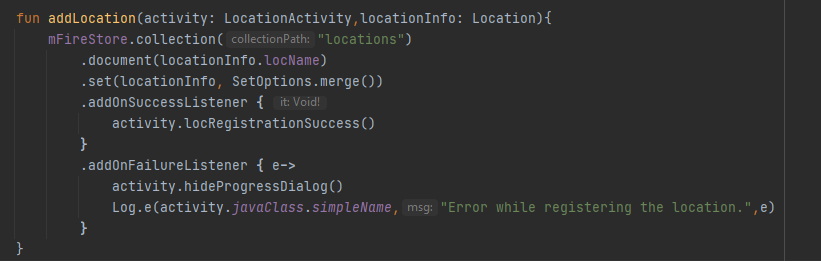 fun addLocation(activity: LocationActivity,locationInfo: Location){
mFireStore.collection( collectionPath: "locations")
.document(locationInfo.locName)
.set(locationInfo, SetOptions.merge())
.addOnSuccessListener { it: Void!
activity.locRegistrationSuccess()
}
.addOnFailureListener { e->
activity.hideProgressDialog()
Log.e(activity.javaClass.simpleName, msg: "Error while registering the location.",e)
}
}